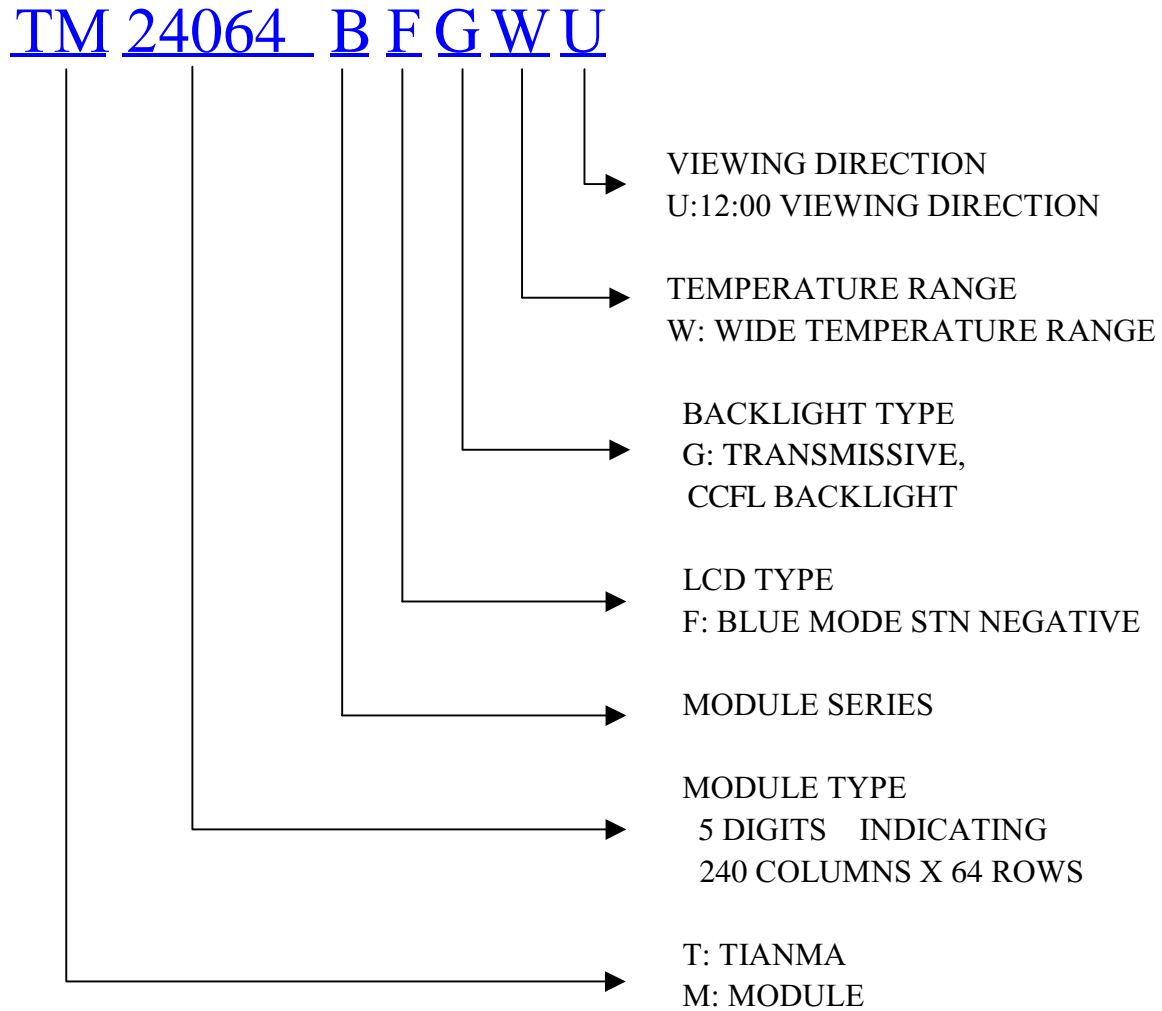 TM 24064 B F G W U
VIEWING DIRECTION
U:12:00 VIEWING DIRECTION
TEMPERATURE RANGE
W: WIDE TEMPERATURE RANGE
BACKLIGHT TYPE
G: TRANSMISSIVE,
CCFL BACKLIGHT
LCD TYPE
F: BLUE MODE STN NEGATIVE
MODULE SERIES
MODULE TYPE
5 DIGITS INDICATING
240 COLUMNS X 64 ROWS
T: TIANMA
M: MODULE